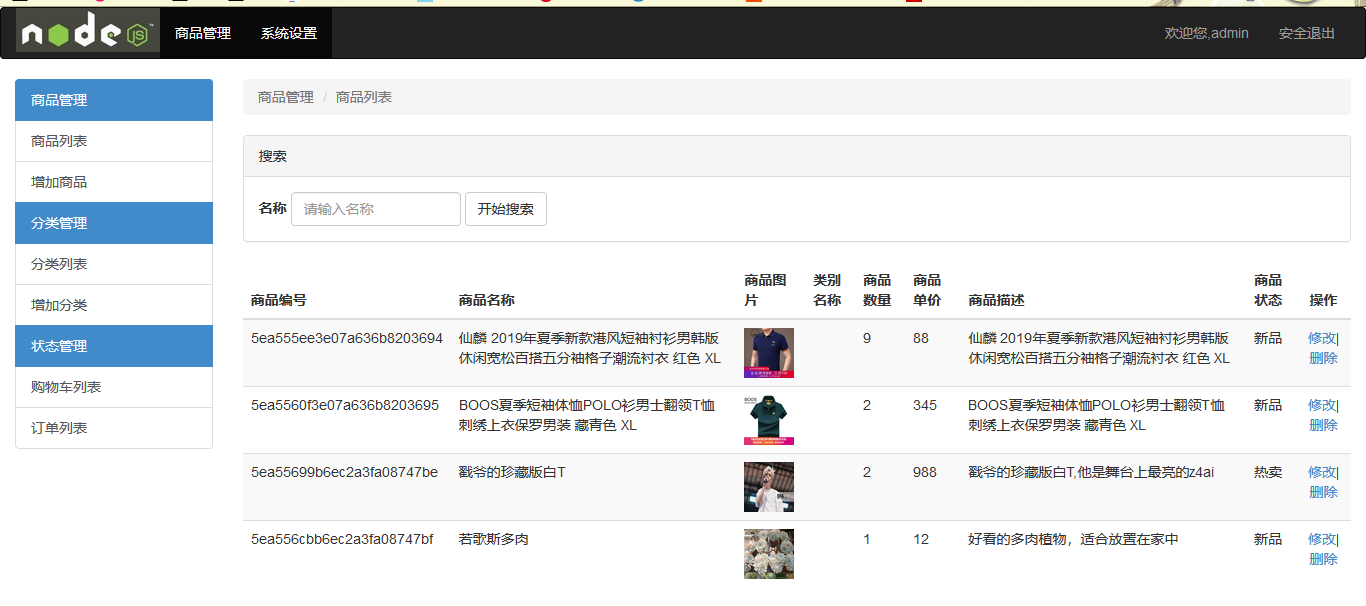 node JS™ 商品管理 系统设置 欢迎您,admin 安全退出
商品管理
商品列表
增加商品
分类管理
分类列表
增加分类
状态管理
购物车列表
订单列表
商品管理 / 商品列表
搜索
名称 请输入名称 开始搜索
商品编号 商品名称 商品图片 类别名称 商品数量 商品单价 商品描述 商品状态 操作
5ea555ee3e07a636b8203694 仙麟 2019年夏季新款港风短袖衬衫男韩版 9 88 仙麟 2019年夏季新款港风短袖衬衫男韩版 新品 修改|
休闲宽松百搭五分袖格子潮流衬衣 红色 XL 休闲宽松百搭五分袖格子潮流衬衣 红色 XL 删除
5ea5560f3e07a636b8203695 BOOS夏季短袖体恤POLO衫男士翻领T恤 2 345 BOOS夏季短袖体恤POLO衫男士翻领T恤 新品 修改|
刺绣上衣保罗男装 藏青色 XL 刺绣上衣保罗男装 藏青色 XL 删除
5ea55699b6ec2a3fa08747be 戳爷的珍藏版白T 2 988 戳爷的珍藏版白T,他是舞台上最亮的z4ai 热卖 修改|
删除
5ea556cbb6ec2a3fa08747bf 若歌斯多肉 1 12 好看的多肉植物，适合放置在家中 新品 修改|
删除